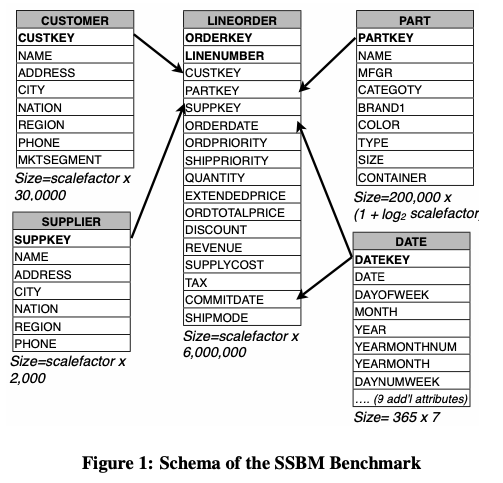 CUSTOMER
CUSTKEY
NAME
ADDRESS
CITY
NATION
REGION
PHONE
MKTSEGMENT
Size=scalefactor x
30,0000
SUPPLIER
SUPPKEY
NAME
ADDRESS
CITY
NATION
REGION
PHONE
Size=scalefactor x
2,000
LINEORDER
ORDERKEY
LINENUMBER
CUSTKEY
PARTKEY
SUPPKEY
ORDERDATE
ORDPRIORITY
SHIPPRIORITY
QUANTITY
EXTENDEDPRICE
ORDTOTALPRICE
DISCOUNT
REVENUE
SUPPLYCOST
TAX
COMMITDATE
SHIPMODE
Size=scalefactor x
6,000,000
PART
PARTKEY
NAME
MFGR
CATEGOTY
BRAND1
COLOR
TYPE
SIZE
CONTAINER
Size=200,000 x
(1 + log2 scalefactor
DATE
DATEKEY
DATE
DAYOFWEEK
MONTH
YEAR
YEARMONTHNUM
YEARMONTH
DAYNUMWEEK
.... (9 add'l attributes)
Size= 365 x 7
Figure 1: Schema of the SSBM Benchmark